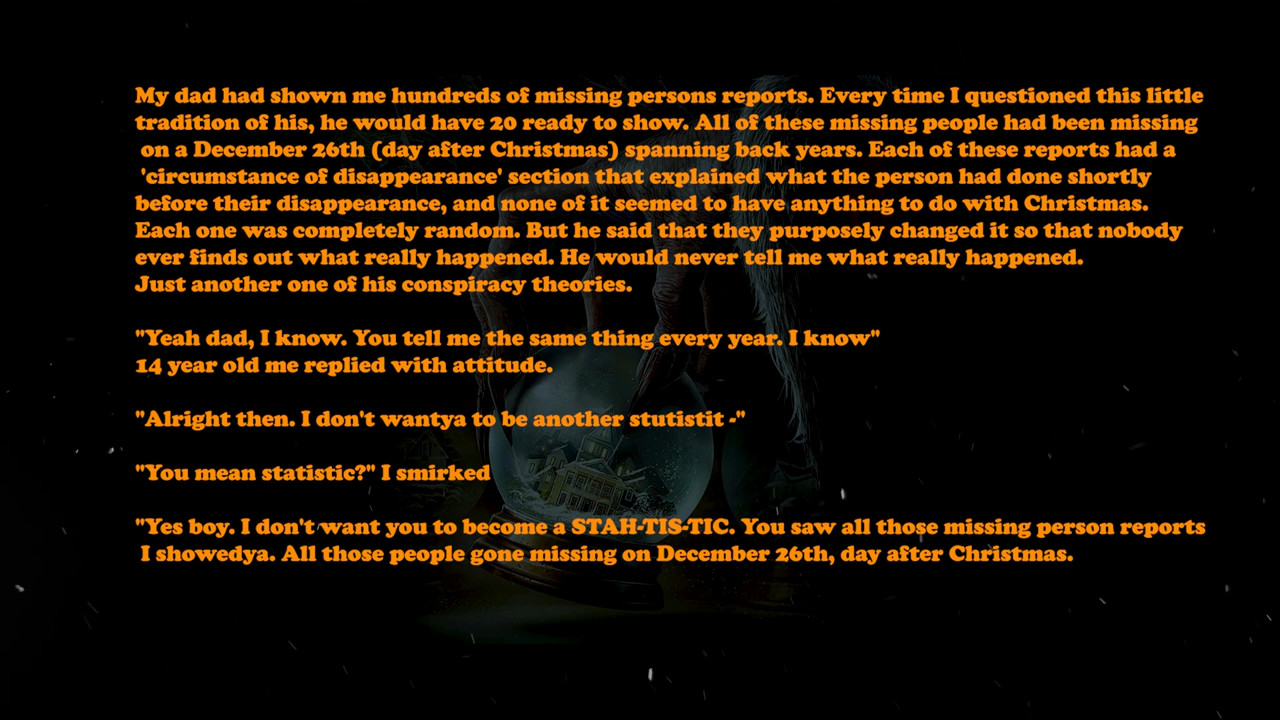 My dad had shown me hundreds of missing persons reports. Every time I questioned this little
tradition of his, he would have 20 ready to show. All of these missing people had been missing
on a December 26th (day after Christmas) spanning back years. Each of these reports had a
'circumstance of disappearance' section that explained what the person had done shortly
before their disappearance, and none of it seemed to have anything to do with Christmas.
Each one was completely random. But he said that they purposely changed it so that nobody
ever finds out what really happened. He would never tell me what really happened.
Just another one of his conspiracy theories.
"Yeah dad, I know. You tell me the same thing every year. I know"
14 year old me replied with attitude.
"Alright then. I don't wantya to be another stutistit -"
"You mean statistic?" I smirked
"Yes boy. I don't want you to become a STAH-TIS-TIC. You saw all those missing person reports
I showedya. All those people gone missing on December 26th, day after Christmas.